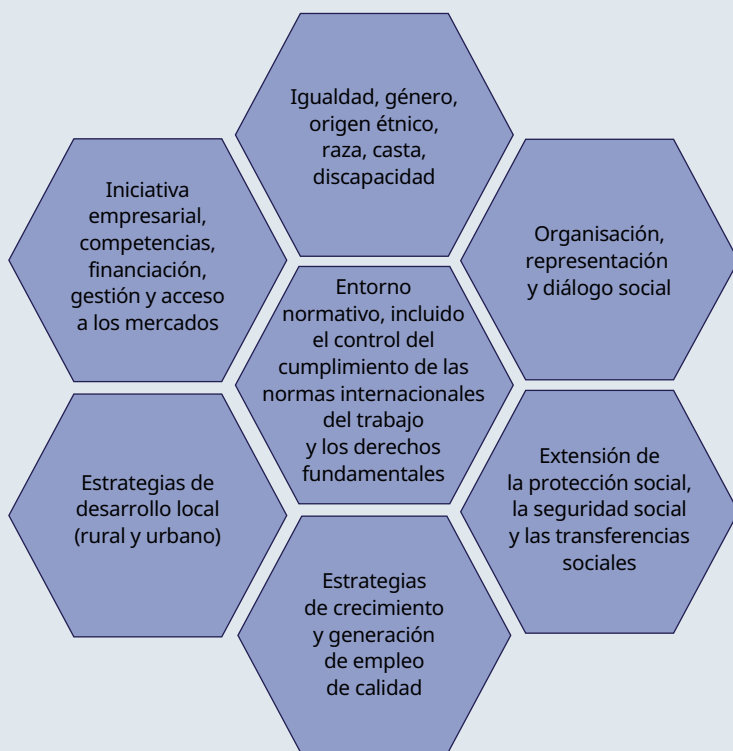 Igualdad, género,
origen étnico,
raza, casta,
discapacidad
Iniciativa
empresarial,
competencias,
financiación,
gestión y acceso
a los mercados
Organisación,
representación
y diálogo social
Entorno
normativo, incluido
el control del
cumplimiento de las
normas internacionales
del trabajo
y los derechos
fundamentales
Estrategias de
desarrollo local
(rural y urbano)
Extensión de
la protección social,
la seguridad social
y las transferencias
sociales
Estrategias
de crecimiento
y generación
de empleo
de calidad